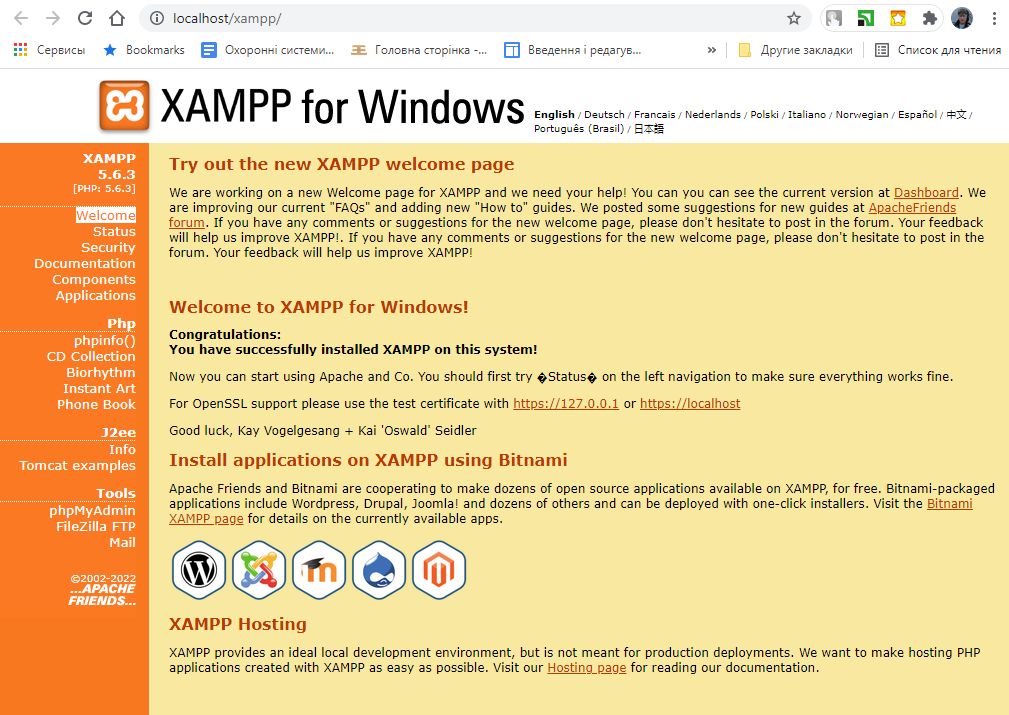 localhost/xampp/
Сервисы Bookmarks Охоронні системи... Головна сторінка -... Введення і редагув... » Другие закладки Список для чтения
XAMPP for Windows
English / Deutsch / Francais / Nederlands / Polski / Italiano / Norwegian / Español / 中文 /
Português (Brasil) / 日本語
XAMPP
5.6.3
[PHP: 5.6.3]
Welcome
Status
Security
Documentation
Components
Applications
Php
phpinfo()
CD Collection
Biorhythm
Instant Art
Phone Book
J2ee
Info
Tomcat examples
Tools
phpMyAdmin
FileZilla FTP
Mail
©2002-2022
...APACHE
FRIENDS...
Try out the new XAMPP welcome page
We are working on a new Welcome page for XAMPP and we need your help! You can you can see the current version at Dashboard. We
are improving our current "FAQs" and adding new "How to" guides. We posted some suggestions for new guides at ApacheFriends
forum. If you have any comments or suggestions for the new welcome page, please don't hesitate to post in the forum. Your feedback
will help us improve XAMPP!. If you have any comments or suggestions for the new welcome page, please don't hesitate to post in the
forum. Your feedback will help us improve XAMPP!
Welcome to XAMPP for Windows!
Congratulations:
You have successfully installed XAMPP on this system!
Now you can start using Apache and Co. You should first try �Status� on the left navigation to make sure everything works fine.
For OpenSSL support please use the test certificate with https://127.0.0.1 or https://localhost
Good luck, Kay Vogelgesang + Kai 'Oswald' Seidler
Install applications on XAMPP using Bitnami
Apache Friends and Bitnami are cooperating to make dozens of open source applications available on XAMPP, for free. Bitnami-packaged
applications include Wordpress, Drupal, Joomla! and dozens of others and can be deployed with one-click installers. Visit the Bitnami
XAMPP page for details on the currently available apps.
XAMPP Hosting
XAMPP provides an ideal local development environment, but is not meant for production deployments. We want to make hosting PHP
applications created with XAMPP as easy as possible. Visit our Hosting page for reading our documentation.